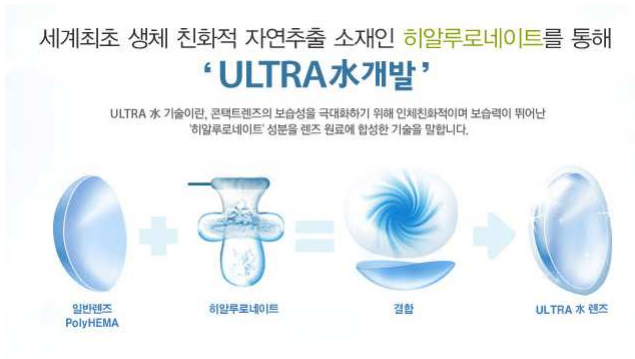 세계최초 생체 친화적 자연추출 소재인 히알루로네이트를 통해
‘ULTRA水개발’
ULTRA 水 기술이란, 콘택트렌즈의 보습성을 극대화하기 위해 인체친화적이며 보습력이 뛰어난
‘히알루로네이트’ 성분을 렌즈 원료에 합성한 기술을 말합니다.
일반렌즈
PolyHEMA
히알루로네이트
결합
ULTRA 水 렌즈